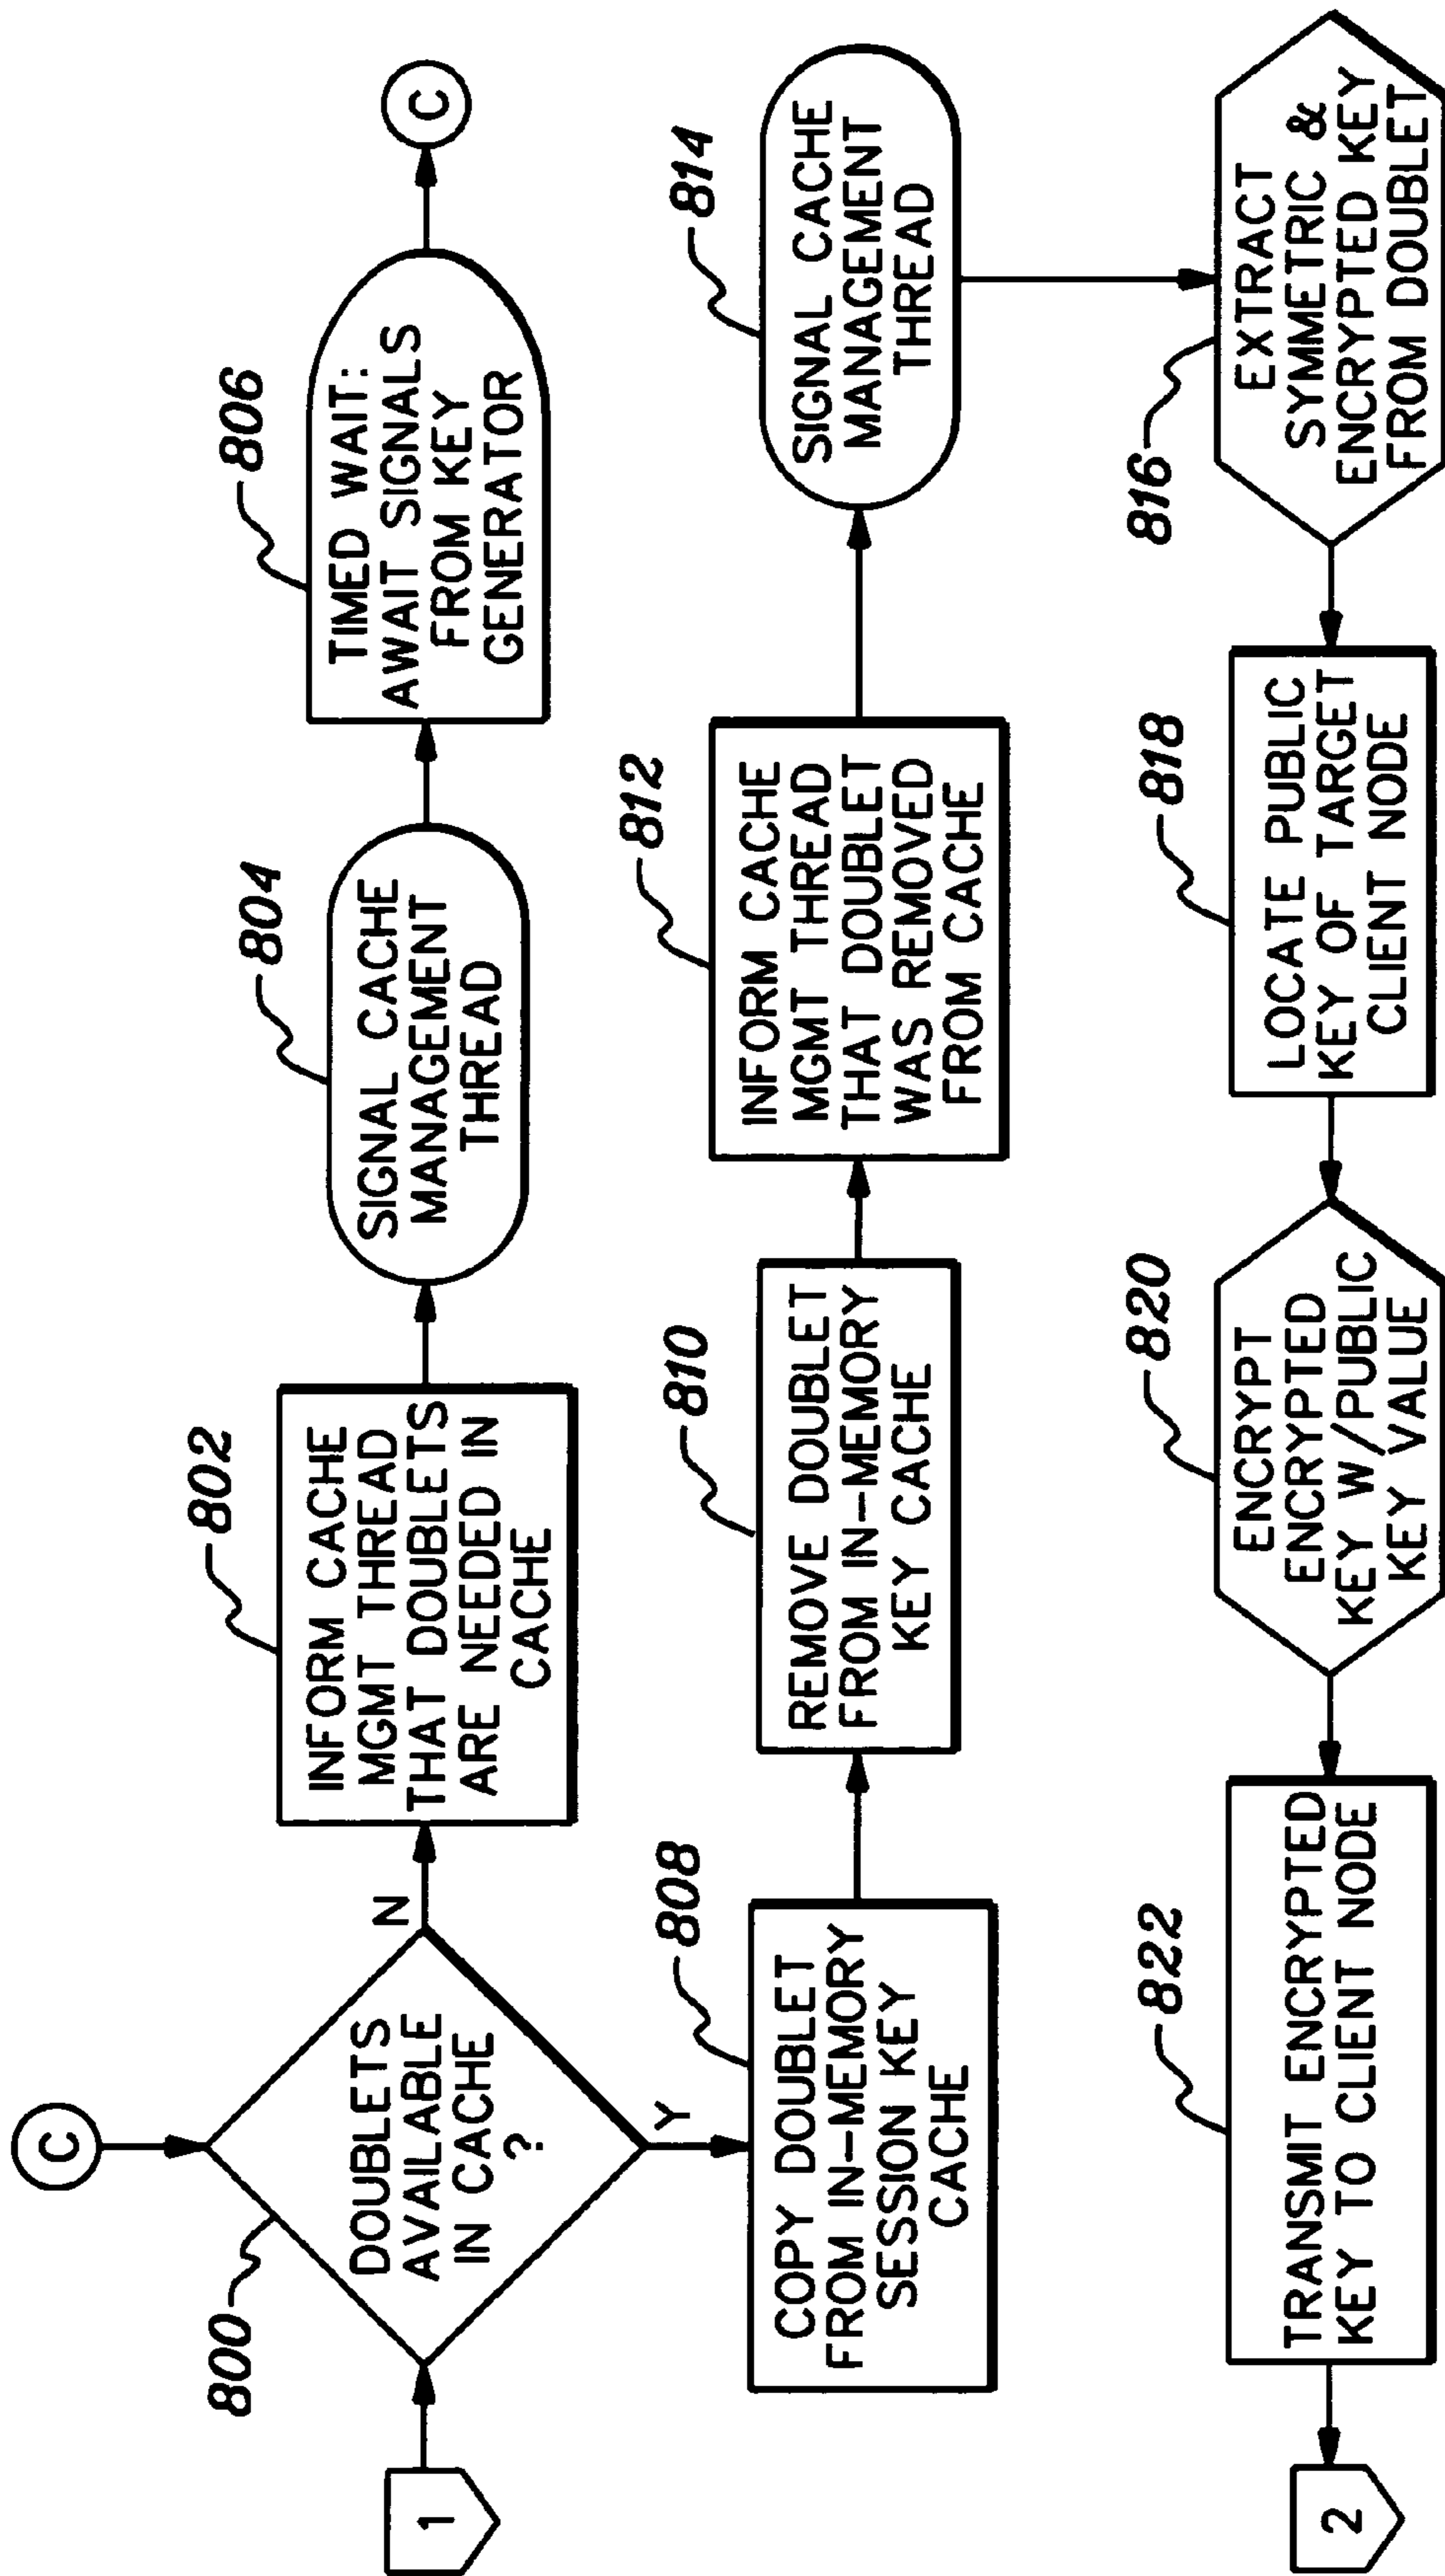 C
1
800
DOUBLETS
AVAILABLE
IN CACHE
?
N
Y
802
INFORM CACHE
MGMT THREAD
THAT DOUBLETS
ARE NEEDED IN
CACHE
804
SIGNAL CACHE
MANAGEMENT
THREAD
806
TIMED WAIT:
AWAIT SIGNALS
FROM KEY
GENERATOR
C
808
COPY DOUBLET
FROM IN-MEMORY
SESSION KEY
CACHE
810
REMOVE DOUBLET
FROM IN-MEMORY
KEY CACHE
812
INFORM CACHE
MGMT THREAD
THAT DOUBLET
WAS REMOVED
FROM CACHE
814
SIGNAL CACHE
MANAGEMENT
THREAD
816
EXTRACT
SYMMETRIC &
ENCRYPTED KEY
FROM DOUBLET
818
LOCATE PUBLIC
KEY OF TARGET
CLIENT NODE
820
ENCRYPT
ENCRYPTED
KEY W/PUBLIC
KEY VALUE
822
TRANSMIT ENCRYPTED
KEY TO CLIENT NODE
2